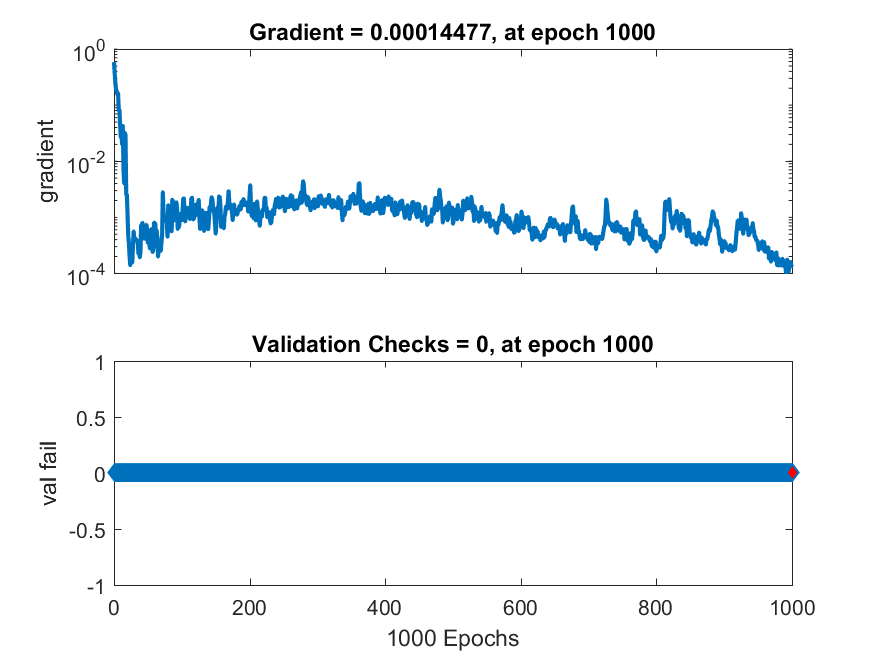 Gradient = 0.00014477, at epoch 1000
10^0
10^-2
10^-4
gradient
Validation Checks = 0, at epoch 1000
1
0.5
0
-0.5
-1
val fail
0 200 400 600 800 1000
1000 Epochs